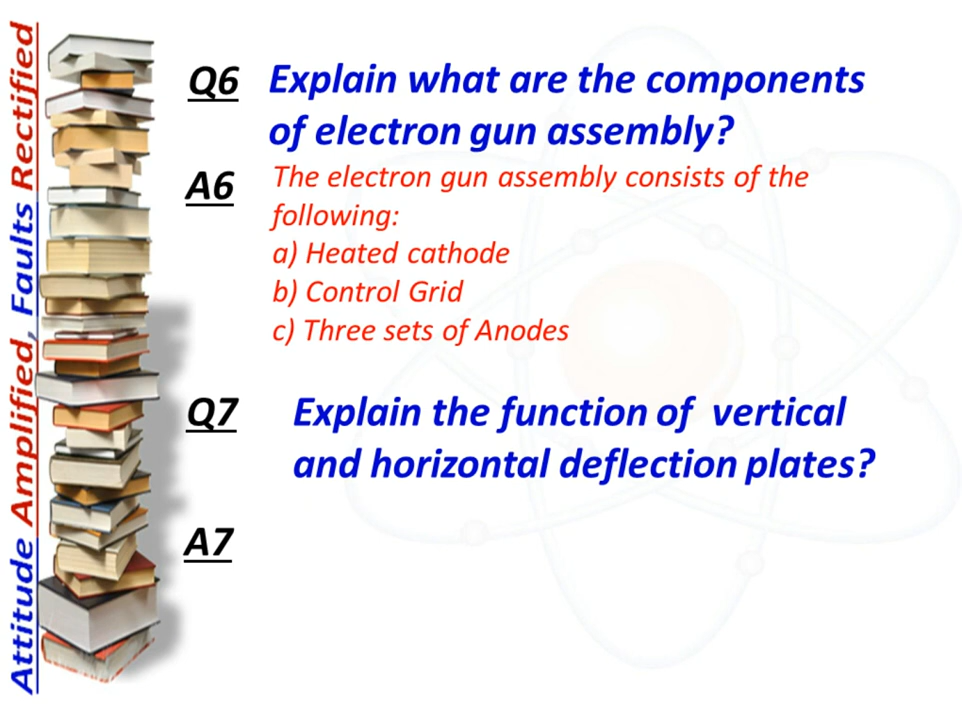 Attitude Amplified, Faults Rectified
Q6 Explain what are the components
of electron gun assembly?
A6 The electron gun assembly consists of the
following:
a) Heated cathode
b) Control Grid
c) Three sets of Anodes
Q7 Explain the function of vertical
and horizontal deflection plates?
A7